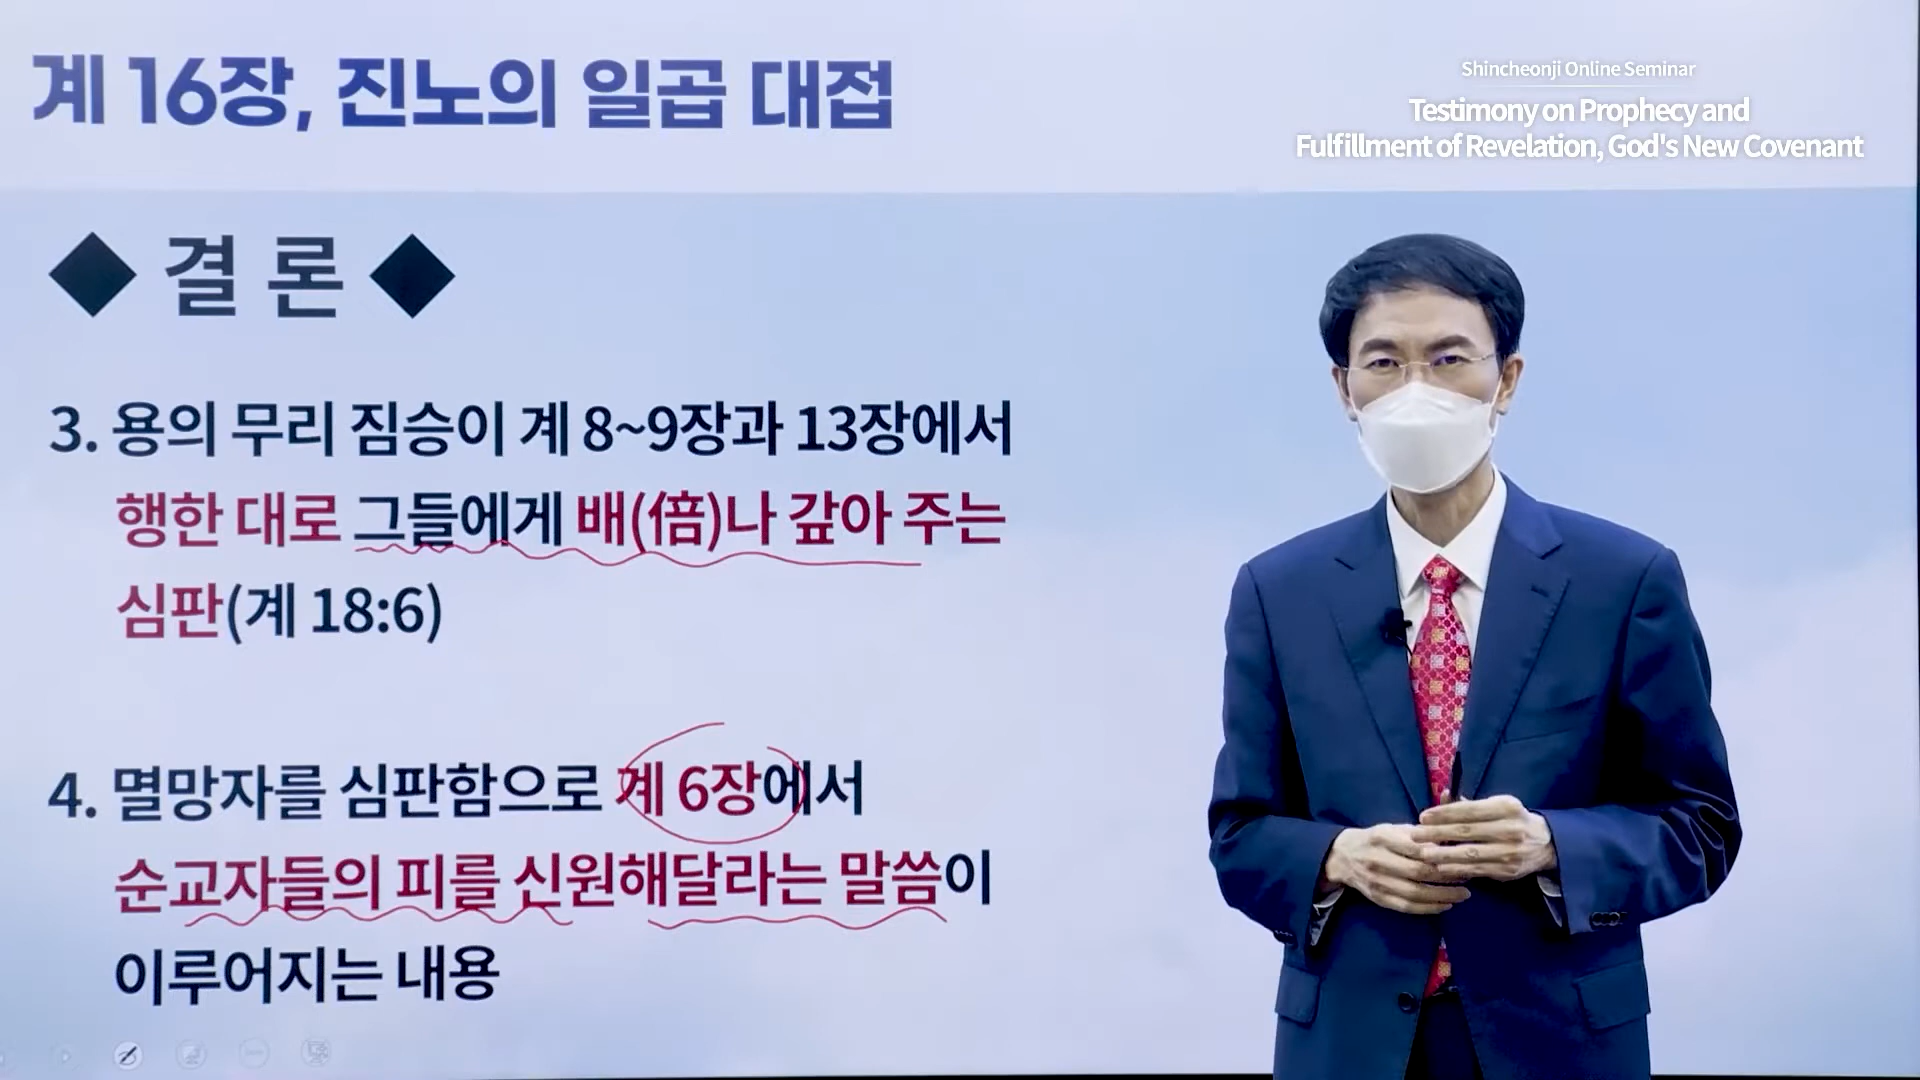 계 16장, 진노의 일곱 대접
Shincheonji Online Seminar
Testimony on Prophecy and
Fulfillment of Revelation, God's New Covenant
◆ 결 론 ◆
3. 용의 무리 짐승이 계 8~9장과 13장에서
행한 대로 그들에게 배(倍)나 갚아 주는
심판(계 18:6)
4. 멸망자를 심판함으로 계 6장에서
순교자들의 피를 신원해달라는 말씀이
이루어지는 내용